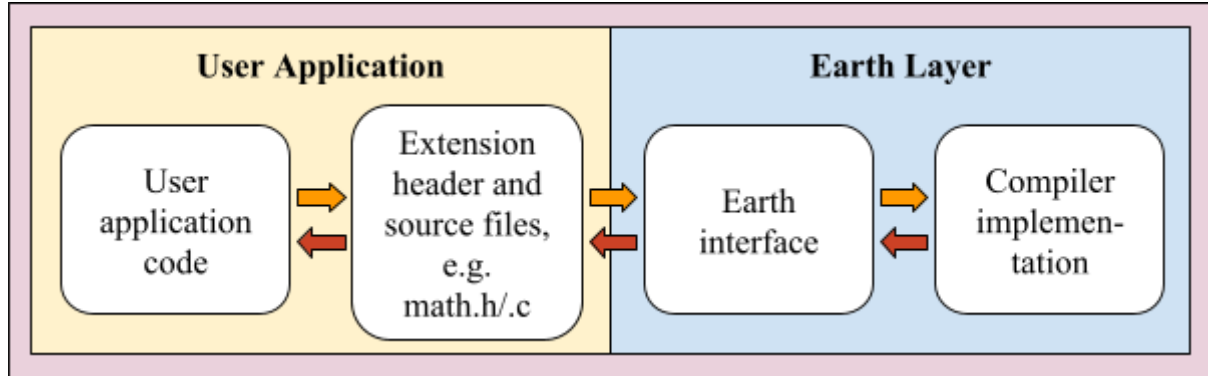 User Application
Earth Layer
User
application
code
Extension
header and
source files,
e.g.
math.h/.c
Earth
interface
Compiler
implemen-
tation